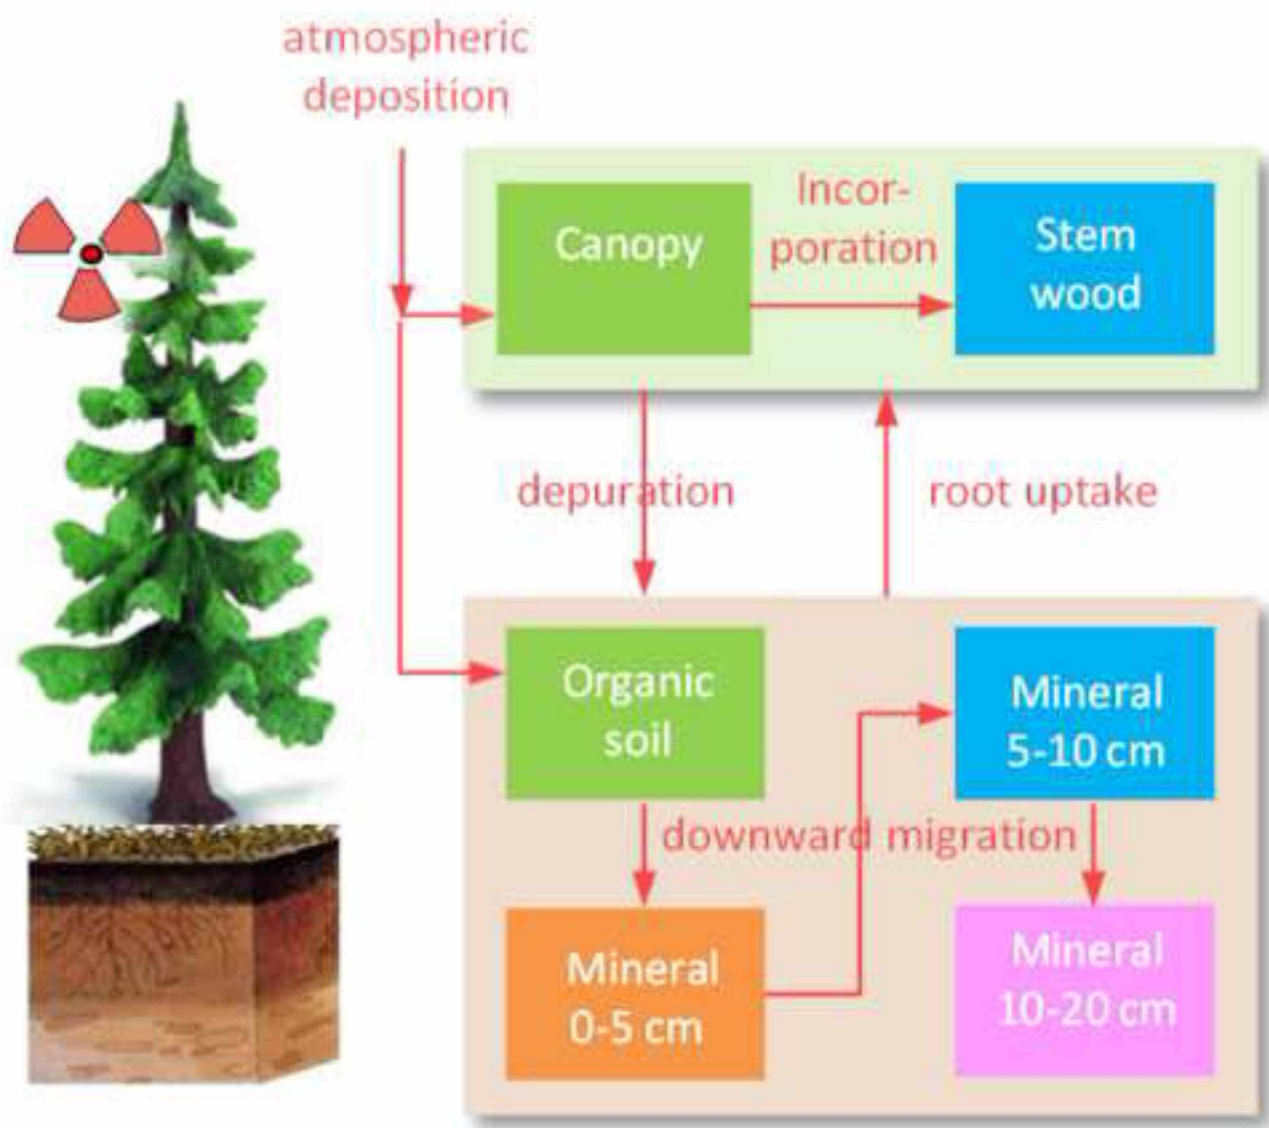 atmospheric
deposition
Canopy
Incor-
poration
Stem
wood
depuration
root uptake
Organic
soil
Mineral
5-10 cm
downward migration
Mineral
0-5 cm
Mineral
10-20 cm